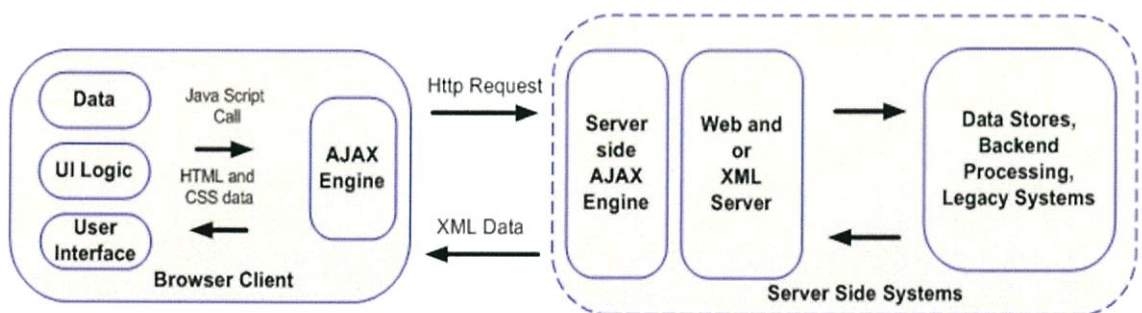 Data
UI Logic
User
Interface
Java Script
Call
HTML and
CSS data
AJAX
Engine
Browser Client
Http Request
XML Data
Server
side
AJAX
Engine
Web and
or
XML
Server
Data Stores,
Backend
Processing,
Legacy Systems
Server Side Systems